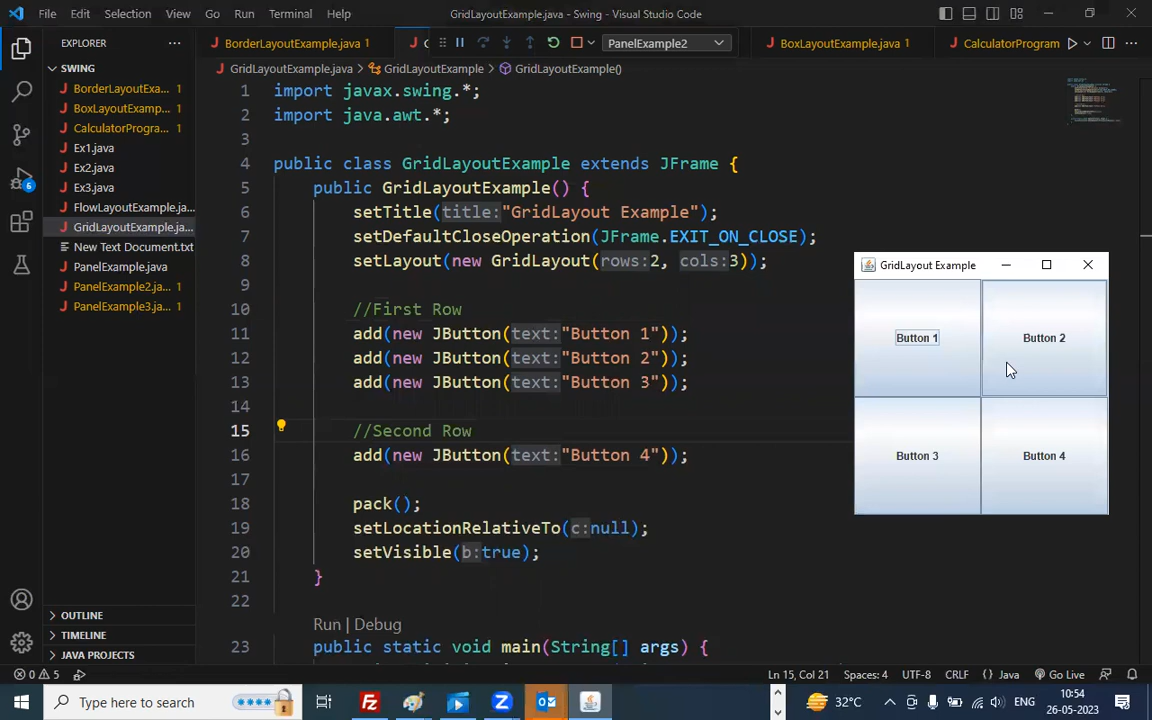 File Edit Selection View Go Run Terminal Help
GridLayoutExample.java - Swing - Visual Studio Code
EXPLORER
BorderLayoutExample.java 1
PanelExample2
BoxLayoutExample.java 1
CalculatorProgram
SWING
GridLayoutExample.java > GridLayoutExample > GridLayoutExample()
BorderLayoutExa... 1
BoxLayoutExamp... 1
CalculatorProgra... 1
Ex1.java
Ex2.java
Ex3.java
FlowLayoutExample.ja...
GridLayoutExample.ja...
New Text Document.txt
PanelExample.java
PanelExample2.ja... 1
PanelExample3.ja... 1
6
OUTLINE
TIMELINE
JAVA PROJECTS
1 import javax.swing.*;
2 import java.awt.*;
3
4 public class GridLayoutExample extends JFrame {
5 public GridLayoutExample() {
6 setTitle(title:"GridLayout Example");
7 setDefaultCloseOperation(JFrame.EXIT_ON_CLOSE);
8 setLayout(new GridLayout(rows:2, cols:3));
9
10 //First Row
11 add(new JButton(text:"Button 1"));
12 add(new JButton(text:"Button 2"));
13 add(new JButton(text:"Button 3"));
14
15 //Second Row
16 add(new JButton(text:"Button 4"));
17
18 pack();
19 setLocationRelativeTo(c:null);
20 setVisible(b:true);
21 }
22
Run | Debug
23 public static void main(String[] args) {
GridLayout Example
Button 1 Button 2
Button 3 Button 4
0 5
Ln 15, Col 21 Spaces: 4 UTF-8 CRLF {} Java Go Live
Type here to search
32°C
ENG
10:54
26-05-2023